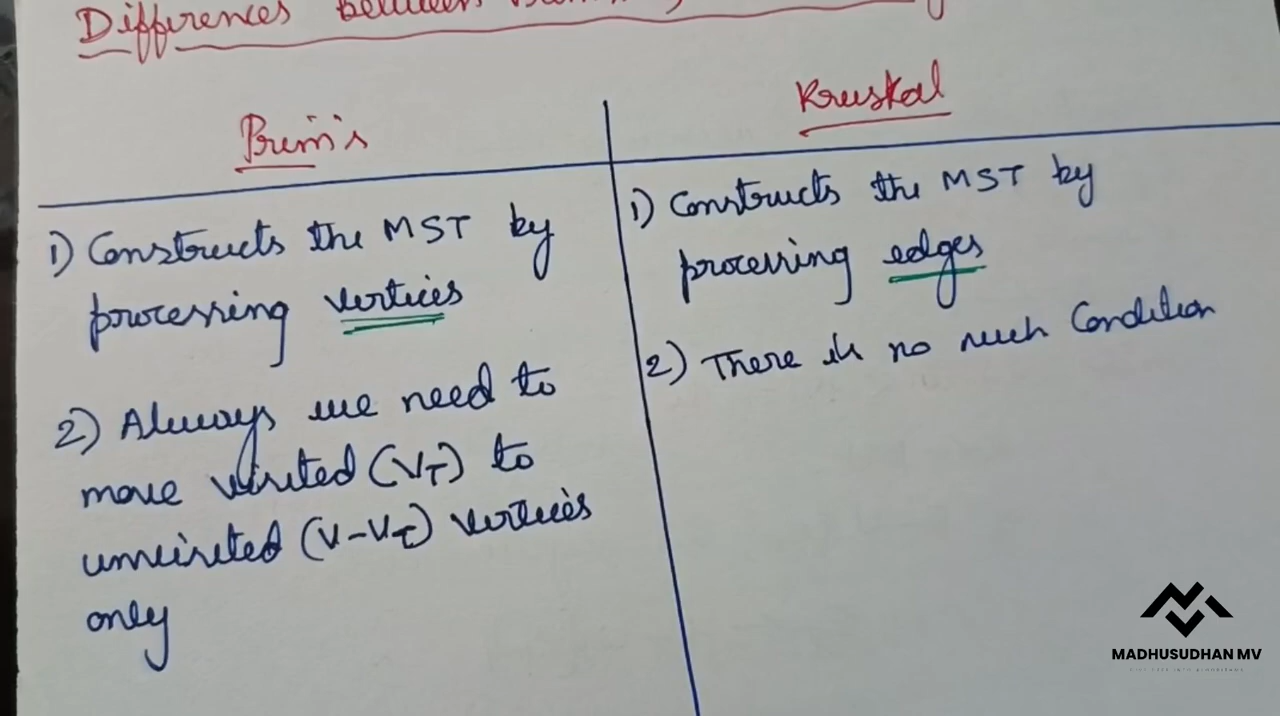 Differences between
Prim's
Kruskal
1) Constructs the MST by
processing vertices
2) Always we need to
move visited (VT) to
unvisited (V-VT) vertices
only
1) Constructs the MST by
processing edges
2) There is no such Condition
MADHUSUDHAN MV